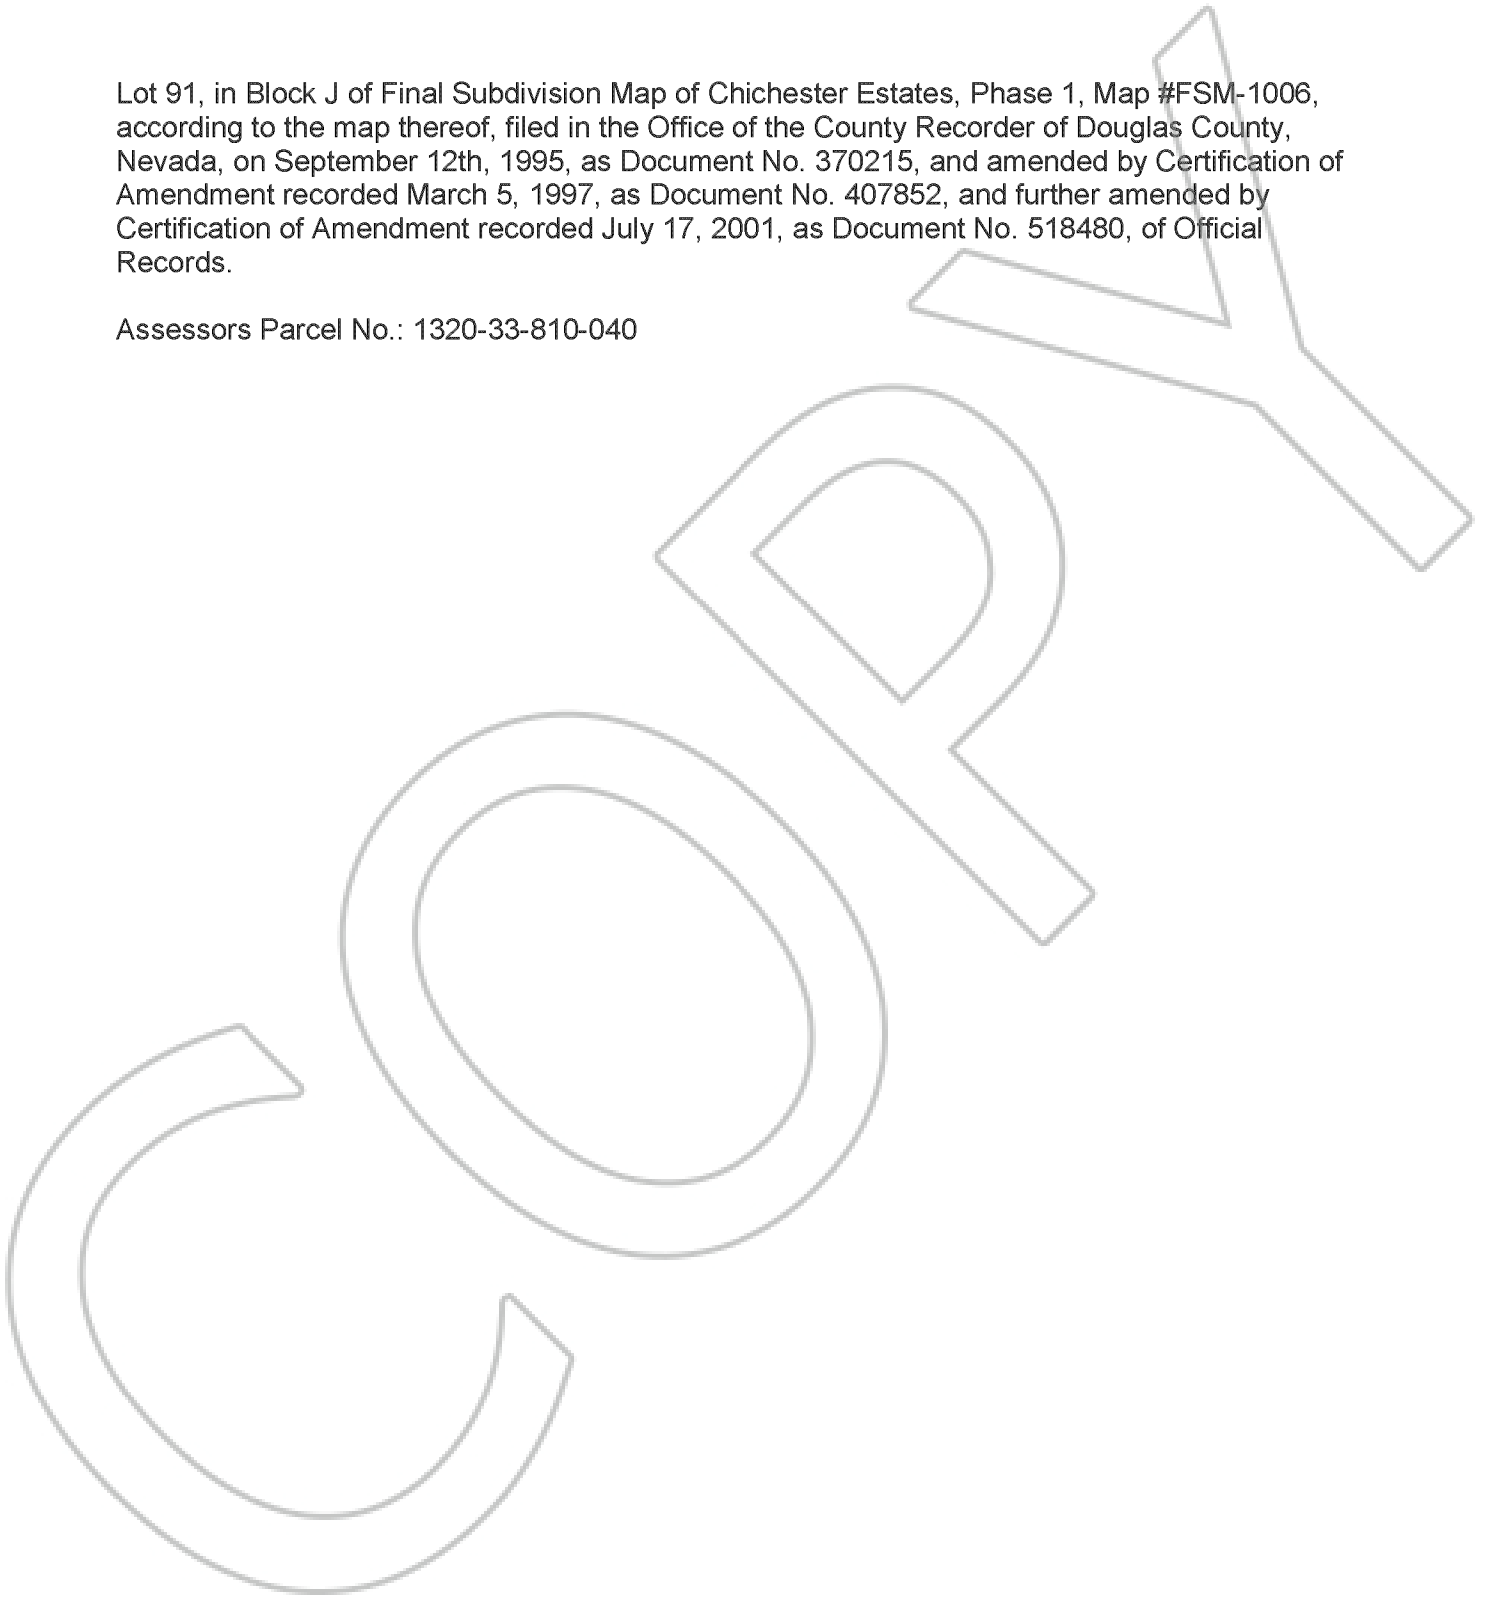 Lot 91, in Block J of Final Subdivision Map of Chichester Estates, Phase 1, Map #FSM-1006,
according to the map thereof, filed in the Office of the County Recorder of Douglas County,
Nevada, on September 12th, 1995, as Document No. 370215, and amended by Certification of
Amendment recorded March 5, 1997, as Document No. 407852, and further amended by
Certification of Amendment recorded July 17, 2001, as Document No. 518480, of Official
Records.
Assessors Parcel No.: 1320-33-810-040
COPY